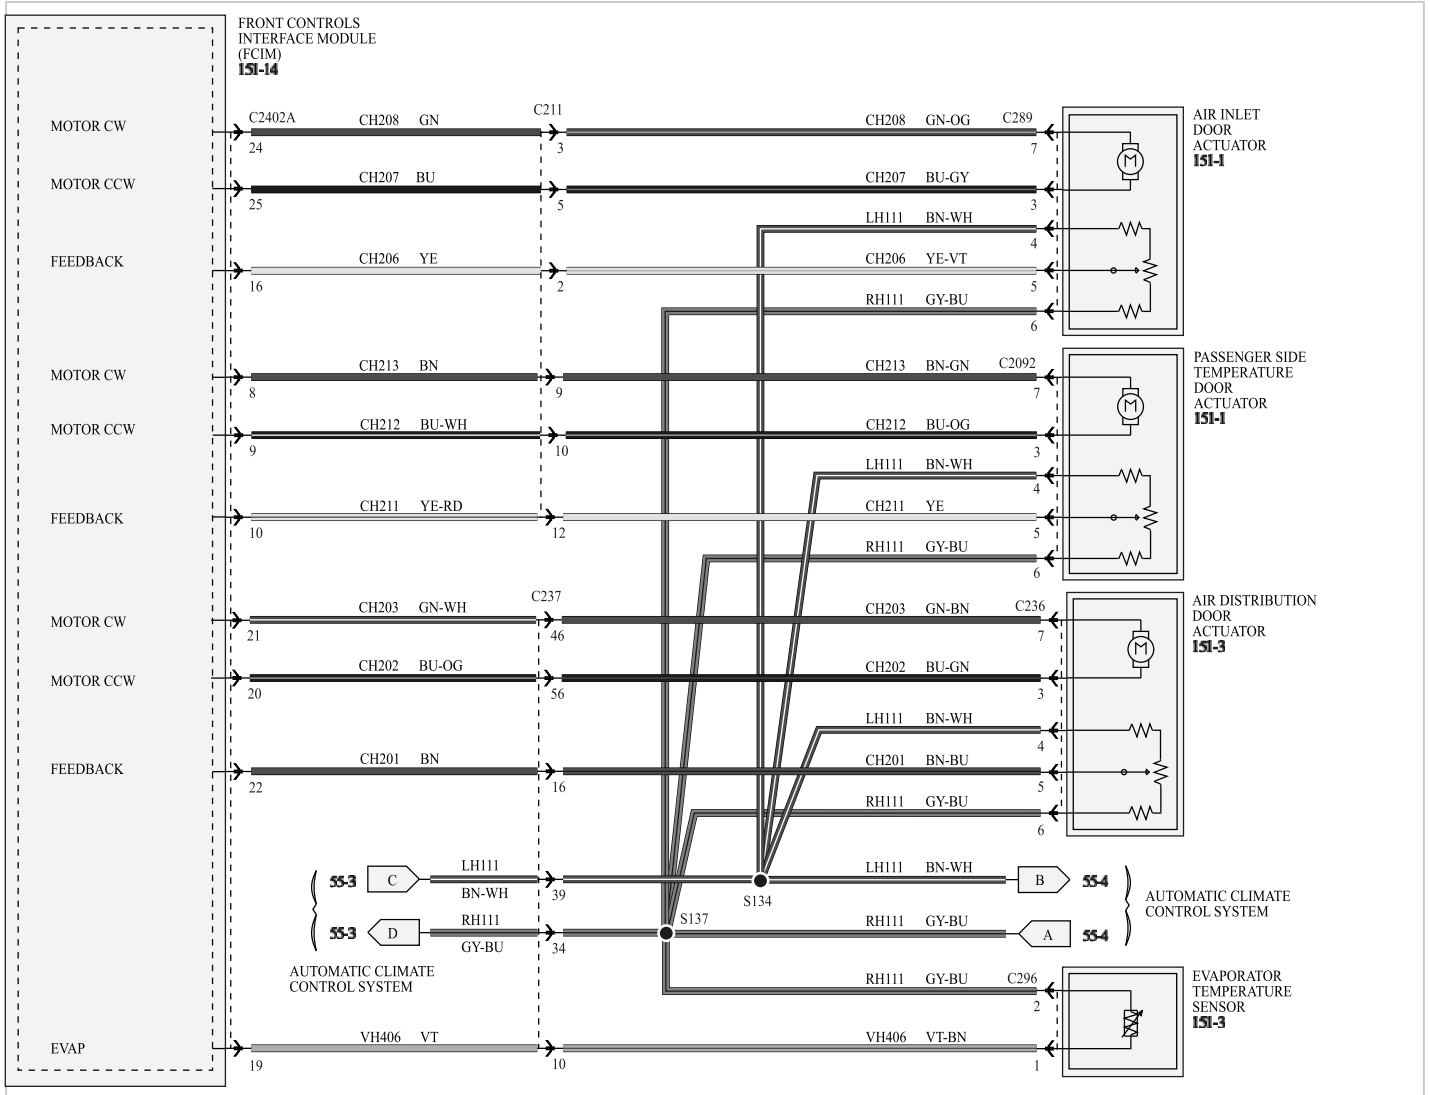 FRONT CONTROLS
INTERFACE MODULE
(FCIM)
151-14
MOTOR CW
C2402A
24
CH208 GN
C211
3
CH208 GN-OG
C289
7
AIR INLET
DOOR
ACTUATOR
151-1
M
MOTOR CCW
25
CH207 BU
5
CH207 BU-GY
3
LH111 BN-WH
4
FEEDBACK
16
CH206 YE
2
CH206 YE-VT
5
RH111 GY-BU
6
MOTOR CW
8
CH213 BN
9
CH213 BN-GN
C2092
7
PASSENGER SIDE
TEMPERATURE
DOOR
ACTUATOR
151-1
M
MOTOR CCW
9
CH212 BU-WH
10
CH212 BU-OG
3
LH111 BN-WH
4
FEEDBACK
10
CH211 YE-RD
12
CH211 YE
5
RH111 GY-BU
6
MOTOR CW
21
CH203 GN-WH
C237
46
CH203 GN-BN
C236
7
AIR DISTRIBUTION
DOOR
ACTUATOR
151-3
M
MOTOR CCW
20
CH202 BU-OG
56
CH202 BU-GN
3
LH111 BN-WH
4
FEEDBACK
22
CH201 BN
16
CH201 BN-BU
5
RH111 GY-BU
6
55-3
C
LH111
BN-WH
39
S134
LH111 BN-WH
B
55-4
55-3
D
RH111
GY-BU
34
S137
RH111 GY-BU
A
55-4
AUTOMATIC CLIMATE
CONTROL SYSTEM
AUTOMATIC CLIMATE
CONTROL SYSTEM
RH111 GY-BU
C296
2
EVAPORATOR
TEMPERATURE
SENSOR
151-3
EVAP
19
VH406 VT
10
VH406 VT-BN
1